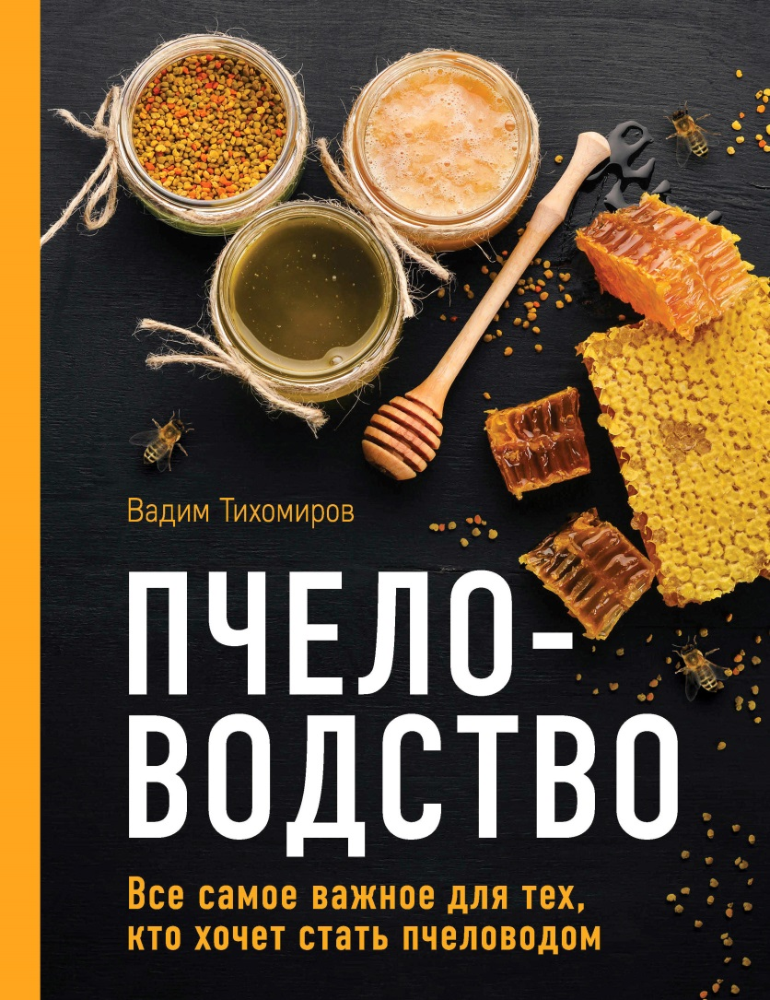 Вадим Тихомиров
ПЧЕЛО-
ВОДСТВО
Все самое важное для тех,
кто хочет стать пчеловодом